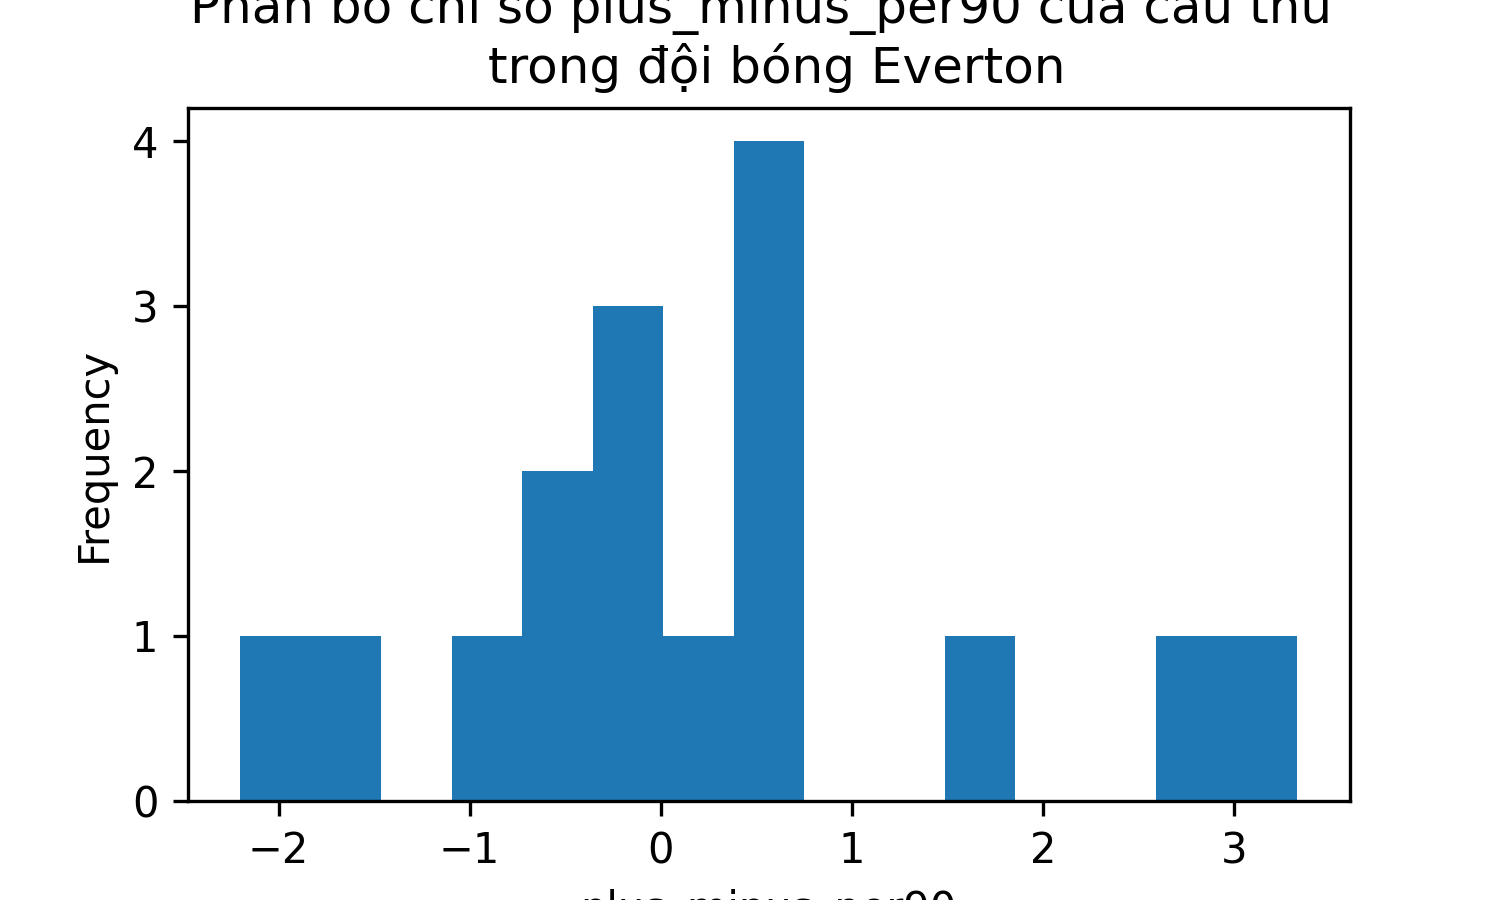 Phân bố chỉ số plus_minus_per90 của cầu thủ
trong đội bóng Everton
4
3
2
1
0
Frequency
−2 −1 0 1 2 3
plus_minus_per90